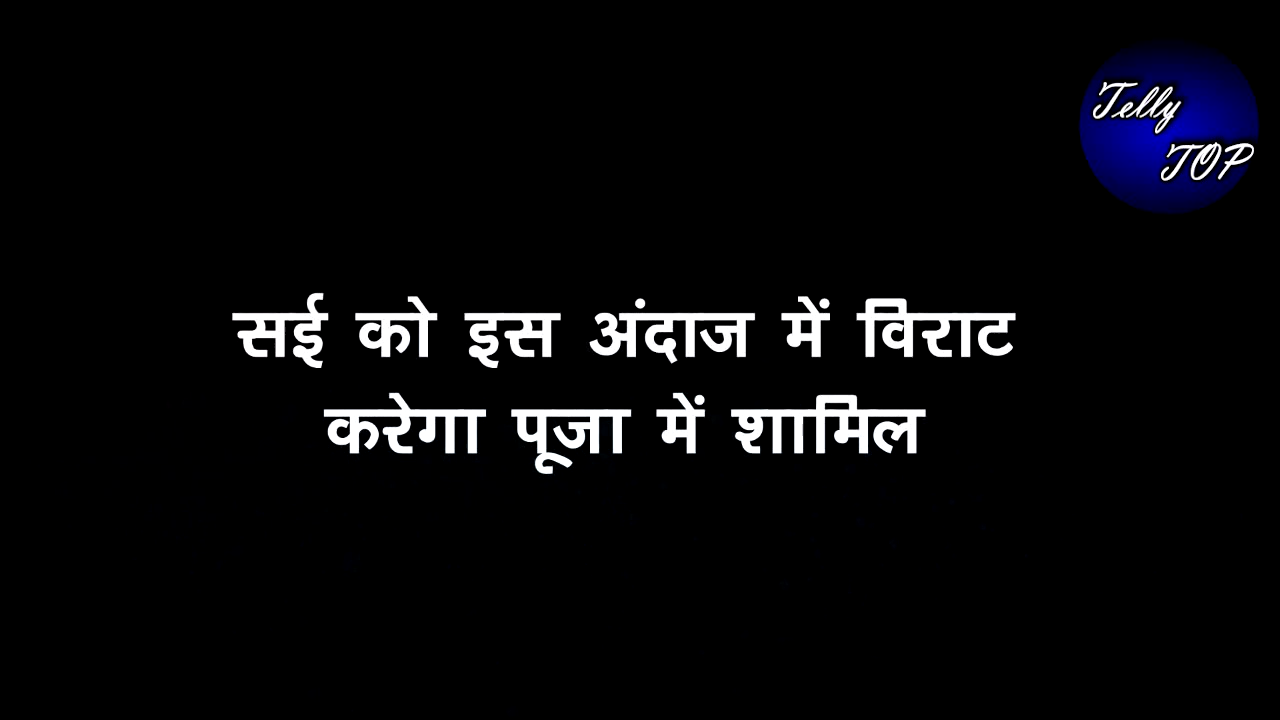 Telly
TOP
सई को इस अंदाज में विराट
करेगा पूजा में शामिल